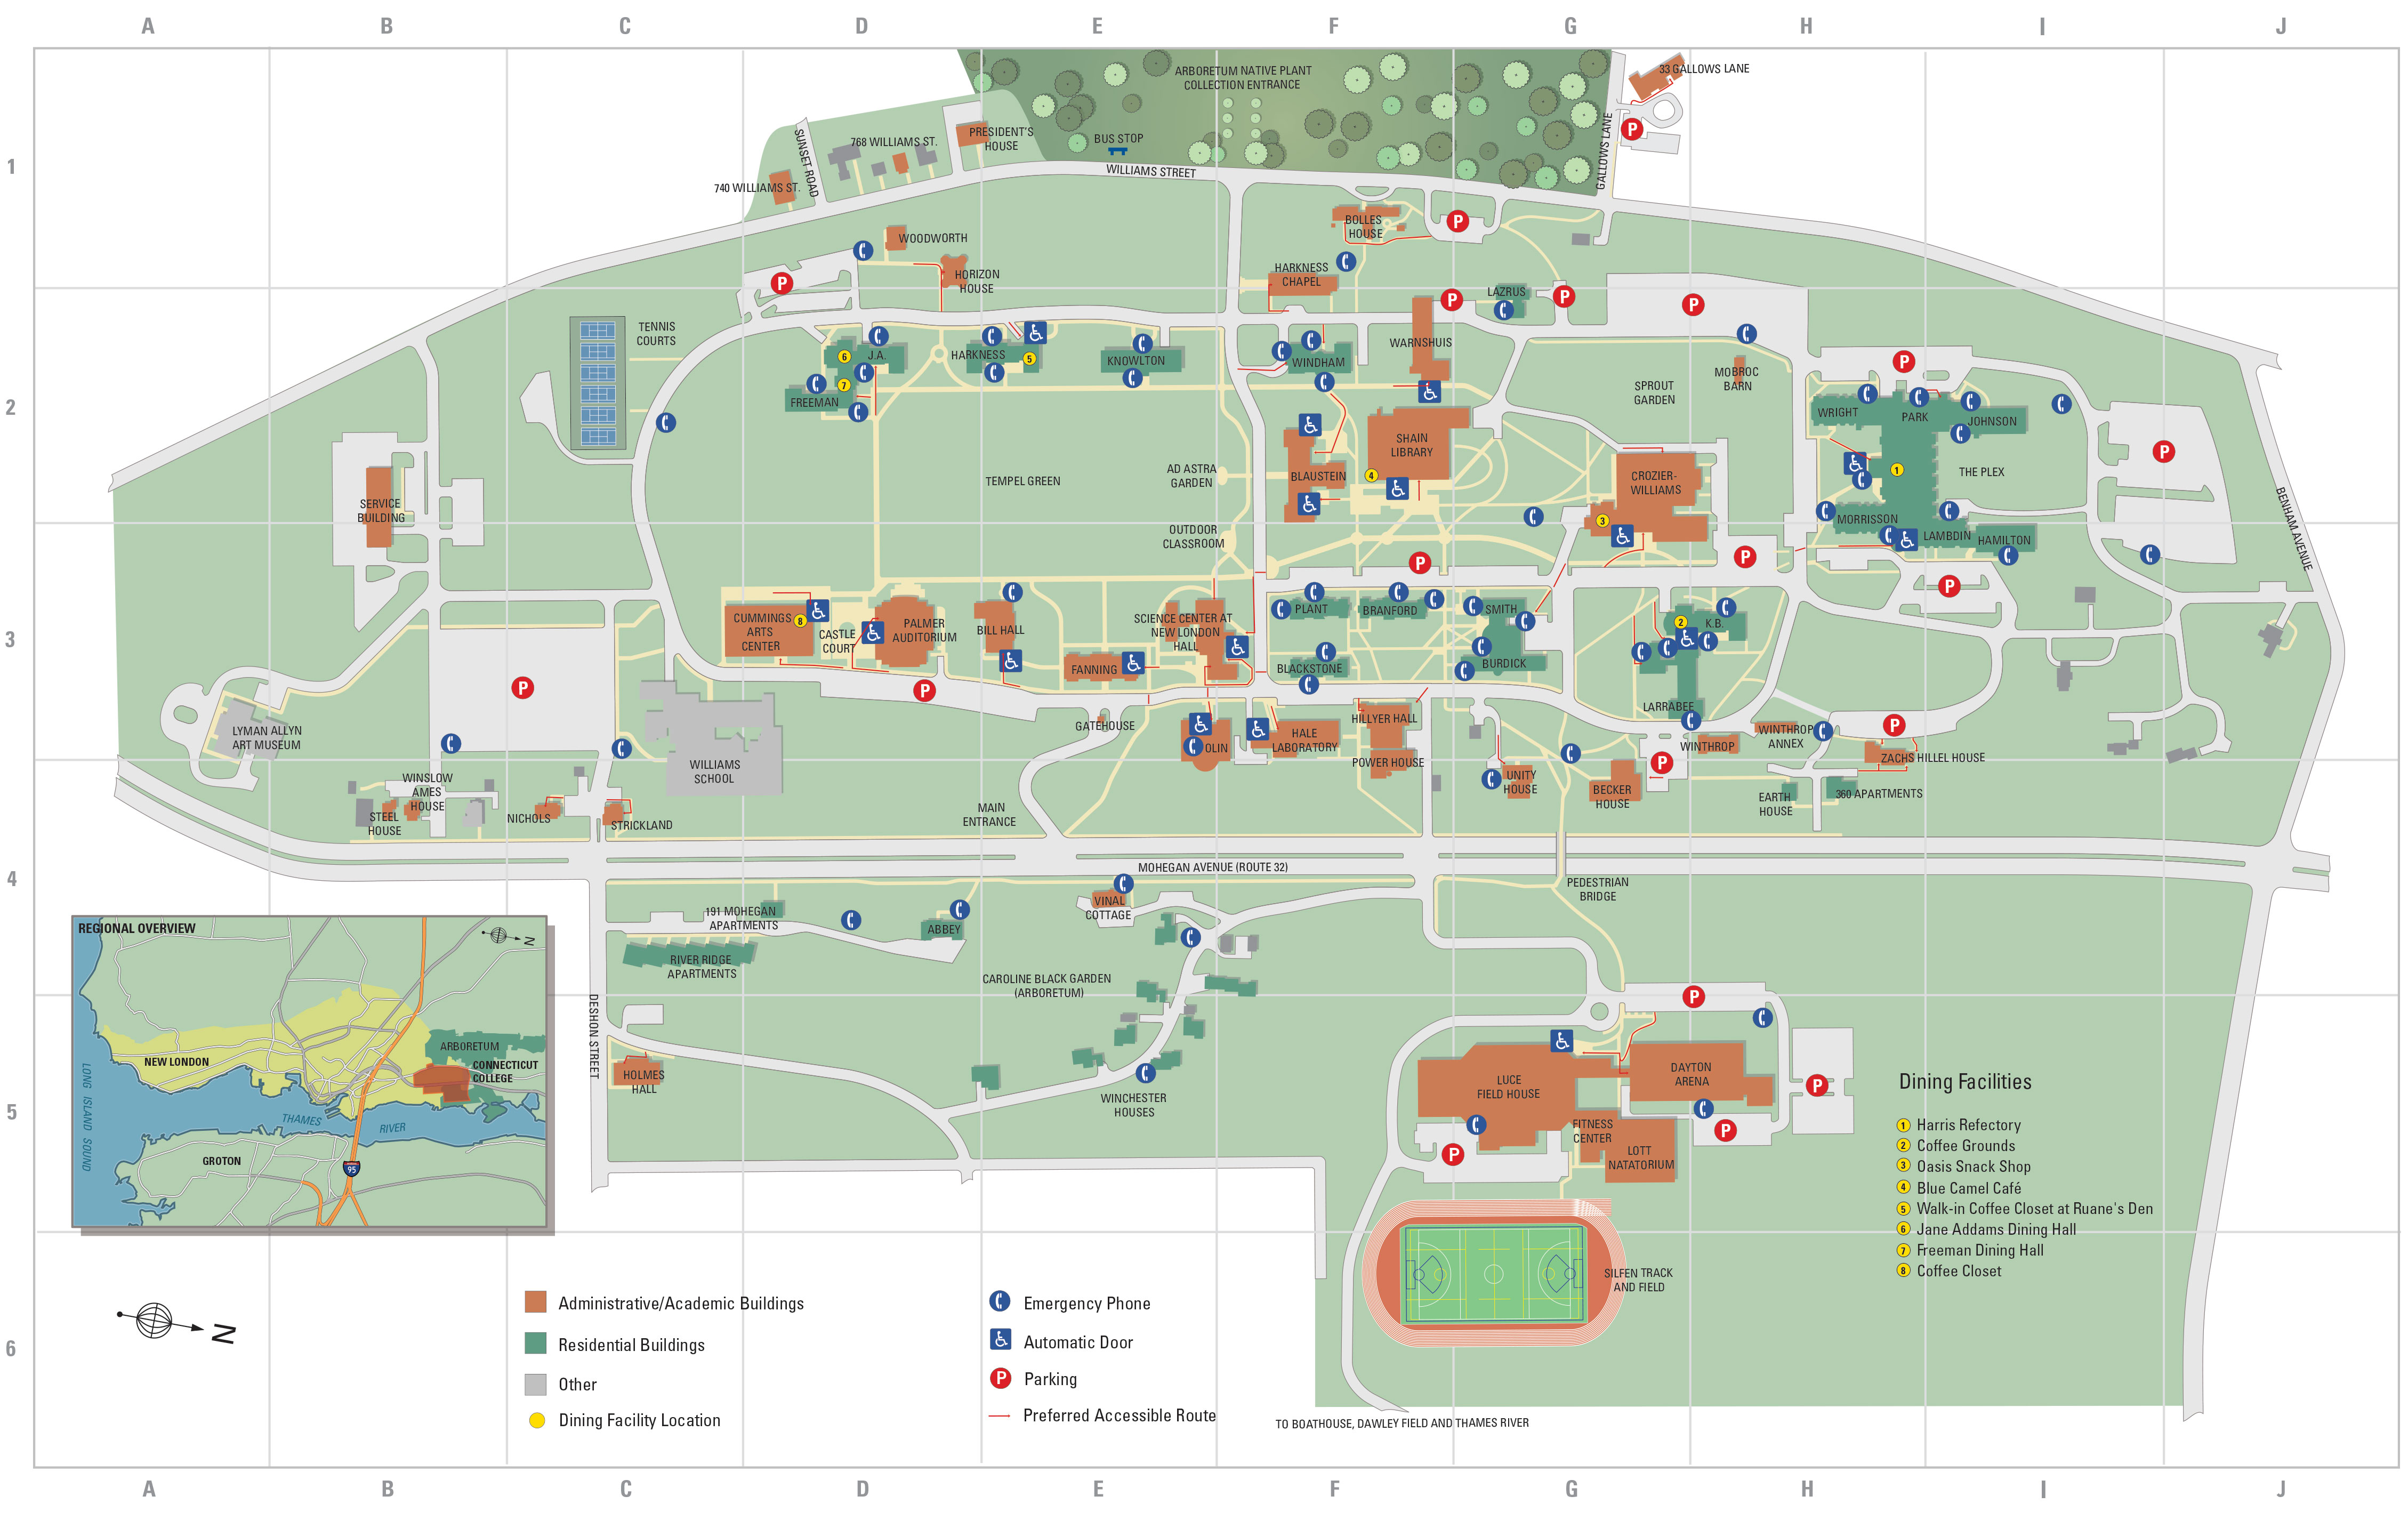 A B C D E F G H I J
ARBORETUM NATIVE PLANT
COLLECTION ENTRANCE
33 GALLOWS LANE
P
GALLOWS LANE
BUS STOP
PRESIDENT'S
HOUSE
768 WILLIAMS ST.
SUNSET ROAD
740 WILLIAMS ST.
WILLIAMS STREET
1
BOLLES
HOUSE
P
WOODWORTH
HORIZON
HOUSE
HARKNESS
CHAPEL
P
LAZRUS
P
P
P
TENNIS
COURTS
6
J.A.
7
FREEMAN
HARKNESS
5
KNOWLTON
WINDHAM
WARNSHUIS
SPROUT
GARDEN
MOBROC
BARN
P
WRIGHT
PARK
JOHNSON
2
SERVICE
BUILDING
TEMPEL GREEN
AD ASTRA
GARDEN
BLAUSTEIN
SHAIN
LIBRARY
4
CROZIER-
WILLIAMS
3
1
THE PLEX
P
MORRISSON
LAMBDIN
HAMILTON
BENHAM AVENUE
OUTDOOR
CLASSROOM
P
P
P
3
CUMMINGS
ARTS
CENTER
8
CASTLE
COURT
PALMER
AUDITORIUM
BILL HALL
FANNING
SCIENCE CENTER AT
NEW LONDON
HALL
PLANT
BRANFORD
SMITH
BLACKSTONE
BURDICK
2
K.B.
LARRABEE
P
P
LYMAN ALLYN
ART MUSEUM
WILLIAMS
SCHOOL
GATEHOUSE
OLIN
HALE
LABORATORY
HILLYER HALL
POWER HOUSE
UNITY
HOUSE
BECKER
HOUSE
P
WINTHROP
WINTHROP
ANNEX
P
ZACHS HILLEL HOUSE
EARTH
HOUSE
360 APARTMENTS
WINSLOW
AMES
HOUSE
STEEL
HOUSE
NICHOLS
STRICKLAND
MAIN
ENTRANCE
4
MOHEGAN AVENUE (ROUTE 32)
PEDESTRIAN
BRIDGE
191 MOHEGAN
APARTMENTS
RIVER RIDGE
APARTMENTS
ABBEY
VINAL
COTTAGE
CAROLINE BLACK GARDEN
(ARBORETUM)
DESHON STREET
HOLMES
HALL
WINCHESTER
HOUSES
P
LUCE
FIELD HOUSE
DAYTON
ARENA
P
P
P
FITNESS
CENTER
LOTT
NATATORIUM
5
SILFEN TRACK
AND FIELD
REGIONAL OVERVIEW
N
ARBORETUM
CONNECTICUT
COLLEGE
NEW LONDON
LONG ISLAND SOUND
THAMES
RIVER
GROTON
95
Dining Facilities
1 Harris Refectory
2 Coffee Grounds
3 Oasis Snack Shop
4 Blue Camel Café
5 Walk-in Coffee Closet at Ruane's Den
6 Jane Addams Dining Hall
7 Freeman Dining Hall
8 Coffee Closet
6
N
Administrative/Academic Buildings
Residential Buildings
Other
Dining Facility Location
Emergency Phone
Automatic Door
P Parking
Preferred Accessible Route
TO BOATHOUSE, DAWLEY FIELD AND THAMES RIVER
A B C D E F G H I J